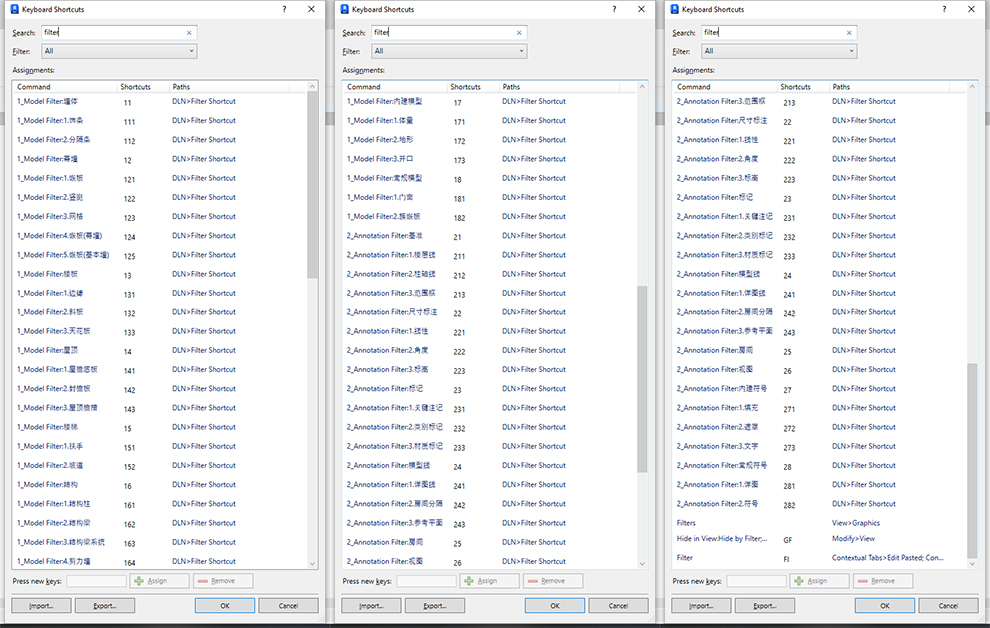 Keyboard Shortcuts ? ×
Search: filter ×
Filter: All
Assignments:
Command Shortcuts Paths
1_Model Filter:墙体 11 DLN>Filter Shortcut
1_Model Filter:1.饰条 111 DLN>Filter Shortcut
1_Model Filter:2.分隔条 112 DLN>Filter Shortcut
1_Model Filter:幕墙 12 DLN>Filter Shortcut
1_Model Filter:1.嵌板 121 DLN>Filter Shortcut
1_Model Filter:2.竖梃 122 DLN>Filter Shortcut
1_Model Filter:3.网格 123 DLN>Filter Shortcut
1_Model Filter:4.嵌板(幕墙) 124 DLN>Filter Shortcut
1_Model Filter:5.嵌板(基本墙) 125 DLN>Filter Shortcut
1_Model Filter:楼板 13 DLN>Filter Shortcut
1_Model Filter:1.边缘 131 DLN>Filter Shortcut
1_Model Filter:2.斜板 132 DLN>Filter Shortcut
1_Model Filter:3.天花板 133 DLN>Filter Shortcut
1_Model Filter:屋顶 14 DLN>Filter Shortcut
1_Model Filter:1.屋檐底板 141 DLN>Filter Shortcut
1_Model Filter:2.封檐板 142 DLN>Filter Shortcut
1_Model Filter:3.屋顶檐槽 143 DLN>Filter Shortcut
1_Model Filter:楼梯 15 DLN>Filter Shortcut
1_Model Filter:1.扶手 151 DLN>Filter Shortcut
1_Model Filter:2.坡道 152 DLN>Filter Shortcut
1_Model Filter:结构 16 DLN>Filter Shortcut
1_Model Filter:1.结构柱 161 DLN>Filter Shortcut
1_Model Filter:2.结构梁 162 DLN>Filter Shortcut
1_Model Filter:3.结构梁系统 163 DLN>Filter Shortcut
1_Model Filter:4.剪力墙 164 DLN>Filter Shortcut
Press new keys: Assign Remove
Import... Export... OK Cancel
Keyboard Shortcuts ? ×
Search: filter ×
Filter: All
Assignments:
Command Shortcuts Paths
1_Model Filter:内建模型 17 DLN>Filter Shortcut
1_Model Filter:1.体量 171 DLN>Filter Shortcut
1_Model Filter:2.地形 172 DLN>Filter Shortcut
1_Model Filter:3.开口 173 DLN>Filter Shortcut
1_Model Filter:常规模型 18 DLN>Filter Shortcut
1_Model Filter:1.门窗 181 DLN>Filter Shortcut
1_Model Filter:2.族嵌板 182 DLN>Filter Shortcut
2_Annotation Filter:基准 21 DLN>Filter Shortcut
2_Annotation Filter:1.楼层线 211 DLN>Filter Shortcut
2_Annotation Filter:2.柱轴线 212 DLN>Filter Shortcut
2_Annotation Filter:3.范围框 213 DLN>Filter Shortcut
2_Annotation Filter:尺寸标注 22 DLN>Filter Shortcut
2_Annotation Filter:1.线性 221 DLN>Filter Shortcut
2_Annotation Filter:2.角度 222 DLN>Filter Shortcut
2_Annotation Filter:3.标高 223 DLN>Filter Shortcut
2_Annotation Filter:标记 23 DLN>Filter Shortcut
2_Annotation Filter:1.关键注记 231 DLN>Filter Shortcut
2_Annotation Filter:2.类别标记 232 DLN>Filter Shortcut
2_Annotation Filter:3.材质标记 233 DLN>Filter Shortcut
2_Annotation Filter:模型线 24 DLN>Filter Shortcut
2_Annotation Filter:1.详图线 241 DLN>Filter Shortcut
2_Annotation Filter:2.房间分隔 242 DLN>Filter Shortcut
2_Annotation Filter:3.参考平面 243 DLN>Filter Shortcut
2_Annotation Filter:房间 25 DLN>Filter Shortcut
2_Annotation Filter:视图 26 DLN>Filter Shortcut
Press new keys: Assign Remove
Import... Export... OK Cancel
Keyboard Shortcuts ? ×
Search: filter ×
Filter: All
Assignments:
Command Shortcuts Paths
2_Annotation Filter:3.范围框 213 DLN>Filter Shortcut
2_Annotation Filter:尺寸标注 22 DLN>Filter Shortcut
2_Annotation Filter:1.线性 221 DLN>Filter Shortcut
2_Annotation Filter:2.角度 222 DLN>Filter Shortcut
2_Annotation Filter:3.标高 223 DLN>Filter Shortcut
2_Annotation Filter:标记 23 DLN>Filter Shortcut
2_Annotation Filter:1.关键注记 231 DLN>Filter Shortcut
2_Annotation Filter:2.类别标记 232 DLN>Filter Shortcut
2_Annotation Filter:3.材质标记 233 DLN>Filter Shortcut
2_Annotation Filter:模型线 24 DLN>Filter Shortcut
2_Annotation Filter:1.详图线 241 DLN>Filter Shortcut
2_Annotation Filter:2.房间分隔 242 DLN>Filter Shortcut
2_Annotation Filter:3.参考平面 243 DLN>Filter Shortcut
2_Annotation Filter:房间 25 DLN>Filter Shortcut
2_Annotation Filter:视图 26 DLN>Filter Shortcut
2_Annotation Filter:内建符号 27 DLN>Filter Shortcut
2_Annotation Filter:1.填充 271 DLN>Filter Shortcut
2_Annotation Filter:2.遮罩 272 DLN>Filter Shortcut
2_Annotation Filter:3.文字 273 DLN>Filter Shortcut
2_Annotation Filter:常规符号 28 DLN>Filter Shortcut
2_Annotation Filter:1.详图 281 DLN>Filter Shortcut
2_Annotation Filter:2.符号 282 DLN>Filter Shortcut
Filters View>Graphics
Hide in View:Hide by Filter;... GF Modify>View
Filter FI Contextual Tabs>Edit Pasted; Con...
Press new keys: Assign Remove
Import... Export... OK Cancel